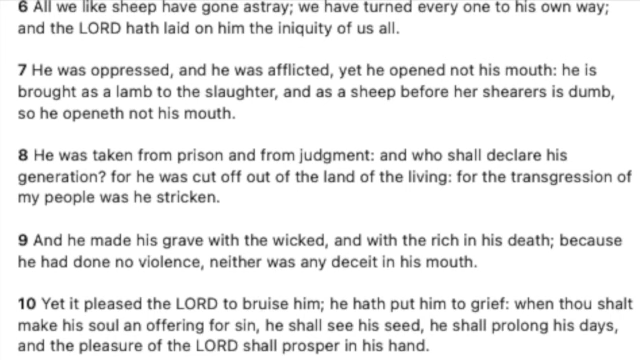 6 All we like sheep have gone astray; we have turned every one to his own way;
and the LORD hath laid on him the iniquity of us all.
7 He was oppressed, and he was afflicted, yet he opened not his mouth: he is
brought as a lamb to the slaughter, and as a sheep before her shearers is dumb,
so he openeth not his mouth.
8 He was taken from prison and from judgment: and who shall declare his
generation? for he was cut off out of the land of the living: for the transgression of
my people was he stricken.
9 And he made his grave with the wicked, and with the rich in his death; because
he had done no violence, neither was any deceit in his mouth.
10 Yet it pleased the LORD to bruise him; he hath put him to grief: when thou shalt
make his soul an offering for sin, he shall see his seed, he shall prolong his days,
and the pleasure of the LORD shall prosper in his hand.